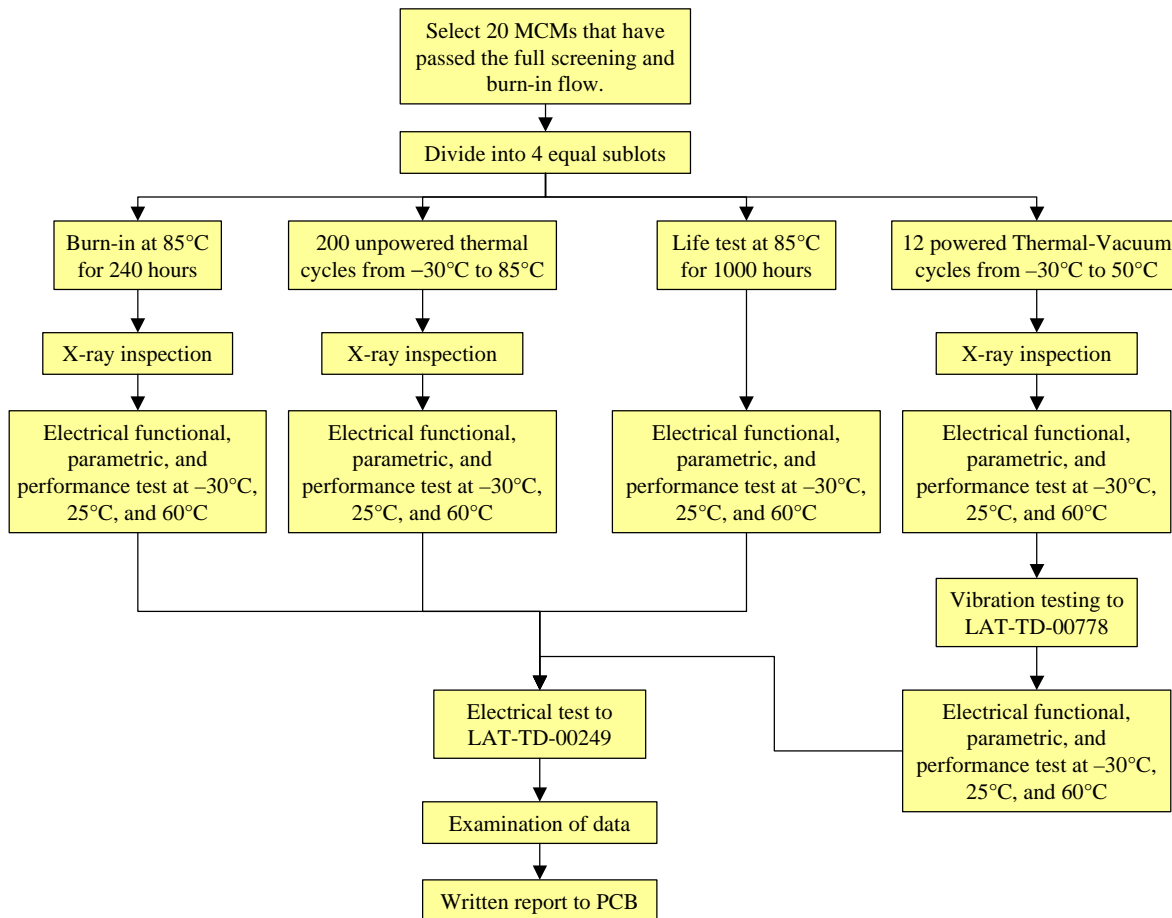 Select 20 MCMs that have
passed the full screening and
burn-in flow.
Divide into 4 equal sublots
Burn-in at 85°C
for 240 hours
200 unpowered thermal
cycles from –30°C to 85°C
Life test at 85°C
for 1000 hours
12 powered Thermal-Vacuum
cycles from –30°C to 50°C
X-ray inspection
X-ray inspection
X-ray inspection
Electrical functional,
parametric, and
performance test at –30°C,
25°C, and 60°C
Electrical functional,
parametric, and
performance test at –30°C,
25°C, and 60°C
Electrical functional,
parametric, and
performance test at –30°C,
25°C, and 60°C
Electrical functional,
parametric, and
performance test at –30°C,
25°C, and 60°C
Vibration testing to
LAT-TD-00778
Electrical test to
LAT-TD-00249
Electrical functional,
parametric, and
performance test at –30°C,
25°C, and 60°C
Examination of data
Written report to PCB